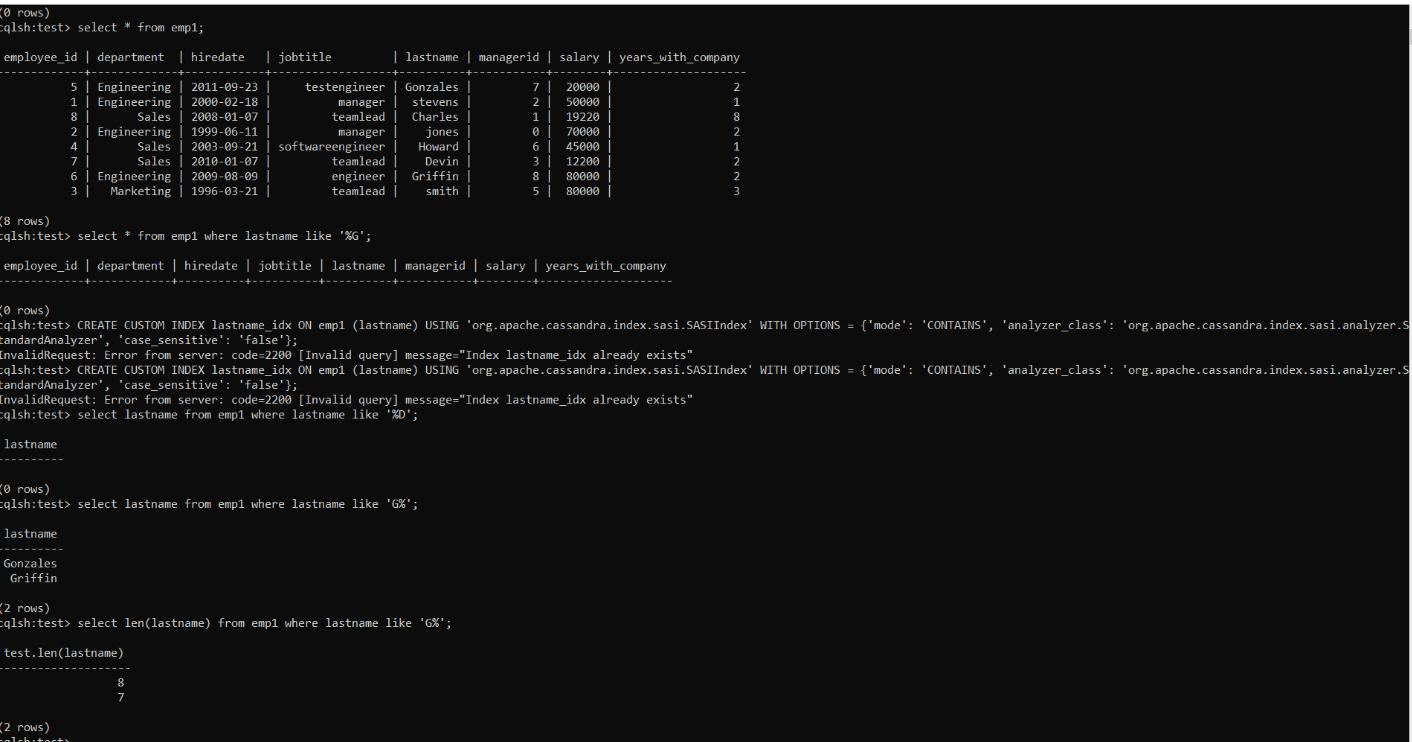 (0 rows)
cqlsh:test> select * from emp1;
employee_id | department | hiredate | jobtitle | lastname | managerid | salary | years_with_company
-------------+-------------+------------+------------------+-----------+-----------+--------+--------------------
5 | Engineering | 2011-09-23 | testengineer | Gonzales | 7 | 20000 | 2
1 | Engineering | 2000-02-18 | manager | stevens | 2 | 50000 | 1
8 | Sales | 2008-01-07 | teamlead | Charles | 1 | 19220 | 8
2 | Engineering | 1999-06-11 | manager | jones | 0 | 70000 | 2
4 | Sales | 2003-09-21 | softwareengineer | Howard | 6 | 45000 | 1
7 | Sales | 2010-01-07 | teamlead | Devin | 3 | 12200 | 2
6 | Engineering | 2009-08-09 | engineer | Griffin | 8 | 80000 | 2
3 | Marketing | 1996-03-21 | teamlead | smith | 5 | 80000 | 3
(8 rows)
cqlsh:test> select * from emp1 where lastname like '%G';
employee_id | department | hiredate | jobtitle | lastname | managerid | salary | years_with_company
-------------+------------+----------+----------+----------+-----------+--------+--------------------
(0 rows)
cqlsh:test> CREATE CUSTOM INDEX lastname_idx ON emp1 (lastname) USING 'org.apache.cassandra.index.sasi.SASIIndex' WITH OPTIONS = {'mode': 'CONTAINS', 'analyzer_class': 'org.apache.cassandra.index.sasi.analyzer.S
tandardAnalyzer', 'case_sensitive': 'false'};
InvalidRequest: Error from server: code=2200 [Invalid query] message="Index lastname_idx already exists"
cqlsh:test> CREATE CUSTOM INDEX lastname_idx ON emp1 (lastname) USING 'org.apache.cassandra.index.sasi.SASIIndex' WITH OPTIONS = {'mode': 'CONTAINS', 'analyzer_class': 'org.apache.cassandra.index.sasi.analyzer.S
tandardAnalyzer', 'case_sensitive': 'false'};
InvalidRequest: Error from server: code=2200 [Invalid query] message="Index lastname_idx already exists"
cqlsh:test> select lastname from emp1 where lastname like '%D';
lastname
----------
(0 rows)
cqlsh:test> select lastname from emp1 where lastname like 'G%';
lastname
----------
Gonzales
Griffin
(2 rows)
cqlsh:test> select len(lastname) from emp1 where lastname like 'G%';
test.len(lastname)
--------------------
8
7
(2 rows)
cqlsh:test>